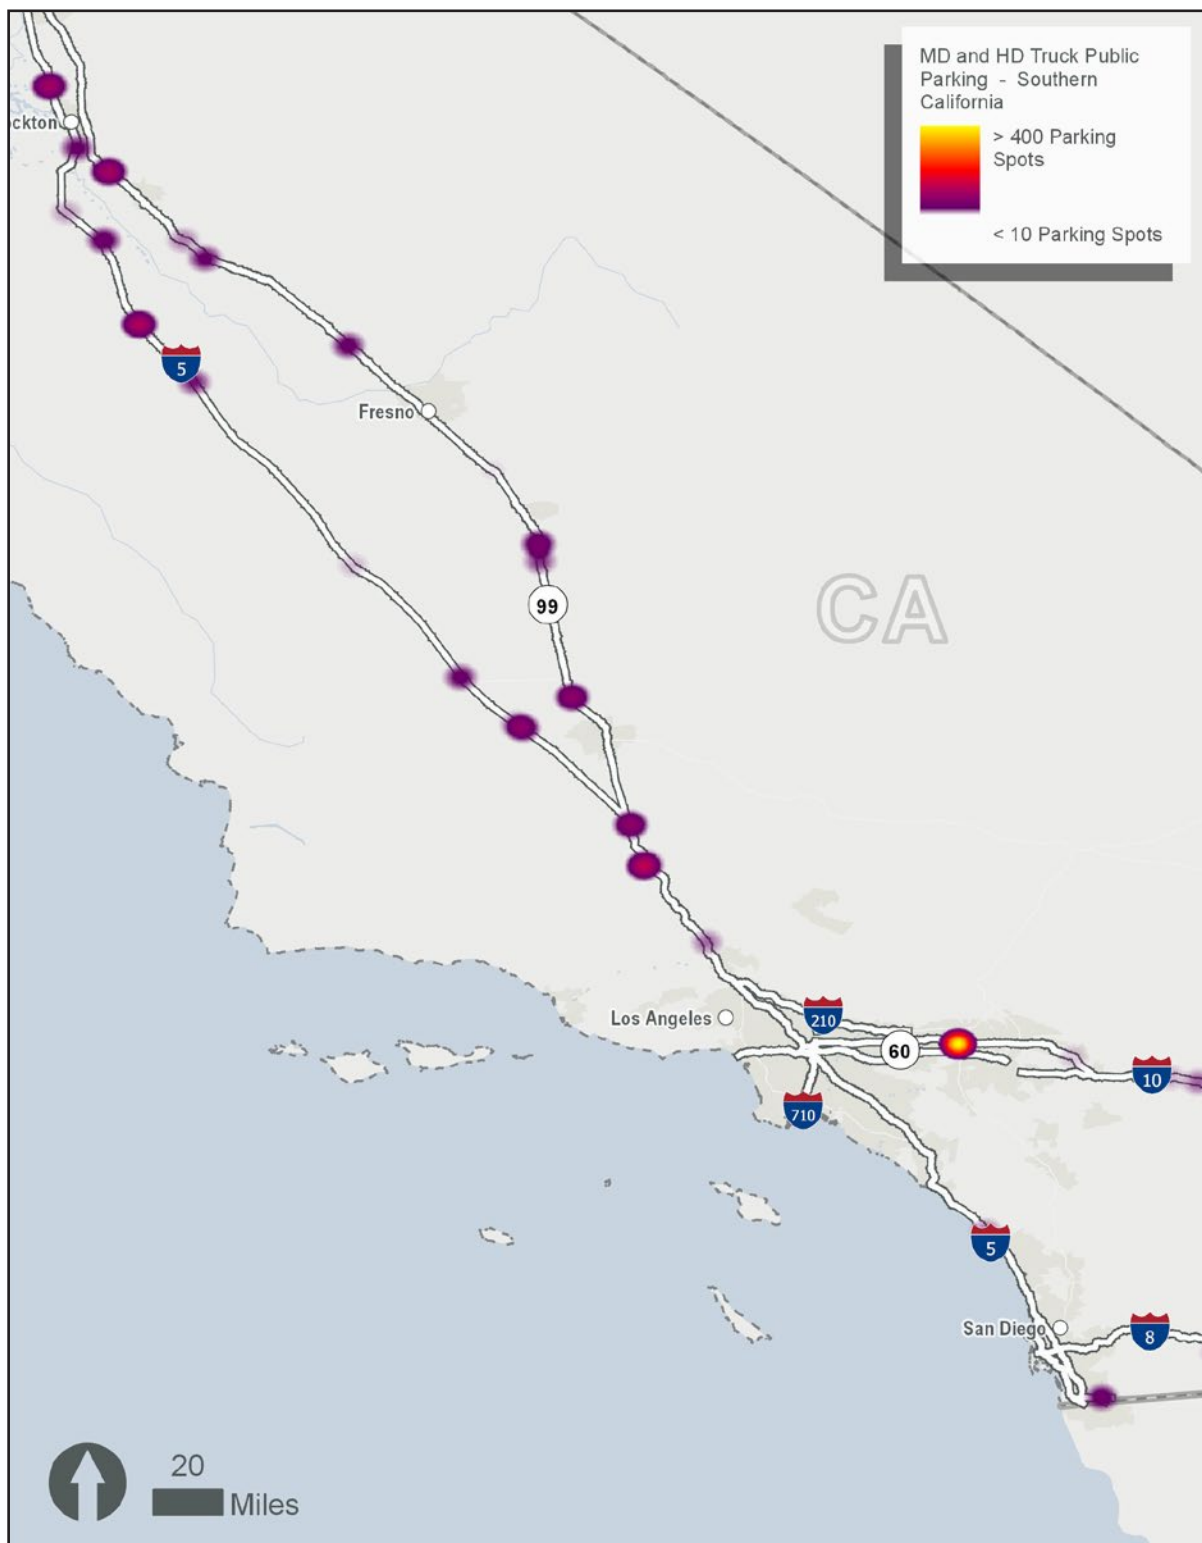 MD and HD Truck Public
Parking - Southern
California
> 400 Parking
Spots
< 10 Parking Spots
ockton
5
Fresno
99
CA
Los Angeles
210
60
10
710
5
San Diego
8
20
Miles